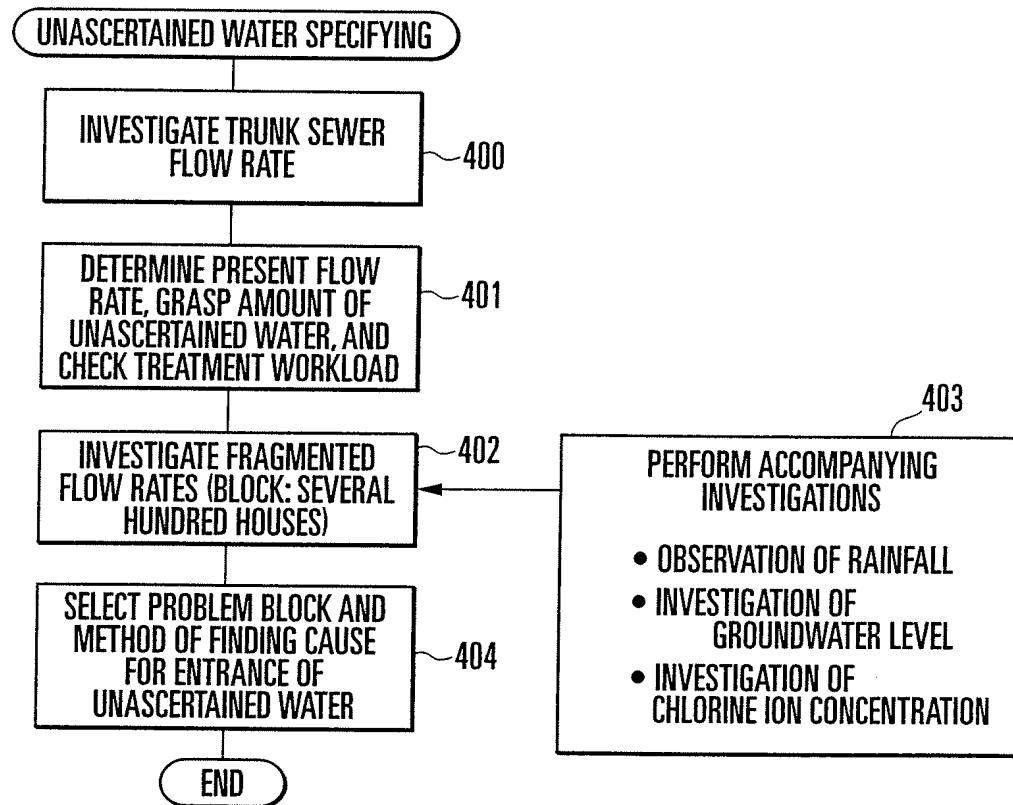 UNASCERTAINED WATER SPECIFYING
INVESTIGATE TRUNK SEWER
FLOW RATE
400
DETERMINE PRESENT FLOW
RATE, GRASP AMOUNT OF
UNASCERTAINED WATER, AND
CHECK TREATMENT WORKLOAD
401
INVESTIGATE FRAGMENTED
FLOW RATES (BLOCK: SEVERAL
HUNDRED HOUSES)
402
403
PERFORM ACCOMPANYING
INVESTIGATIONS
• OBSERVATION OF RAINFALL
• INVESTIGATION OF
GROUNDWATER LEVEL
• INVESTIGATION OF
CHLORINE ION CONCENTRATION
SELECT PROBLEM BLOCK AND
METHOD OF FINDING CAUSE
FOR ENTRANCE OF
UNASCERTAINED WATER
404
END